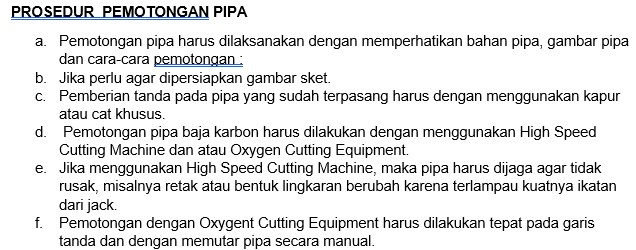 PROSEDUR PEMOTONGAN PIPA
a. Pemotongan pipa harus dilaksanakan dengan memperhatikan bahan pipa, gambar pipa
dan cara-cara pemotongan :
b. Jika perlu agar dipersiapkan gambar sket.
c. Pemberian tanda pada pipa yang sudah terpasang harus dengan menggunakan kapur
atau cat khusus.
d. Pemotongan pipa baja karbon harus dilakukan dengan menggunakan High Speed
Cutting Machine dan atau Oxygen Cutting Equipment.
e. Jika menggunakan High Speed Cutting Machine, maka pipa harus dijaga agar tidak
rusak, misalnya retak atau bentuk lingkaran berubah karena terlampau kuatnya ikatan
dari jack.
f. Pemotongan dengan Oxygent Cutting Equipment harus dilakukan tepat pada garis
tanda dan dengan memutar pipa secara manual.